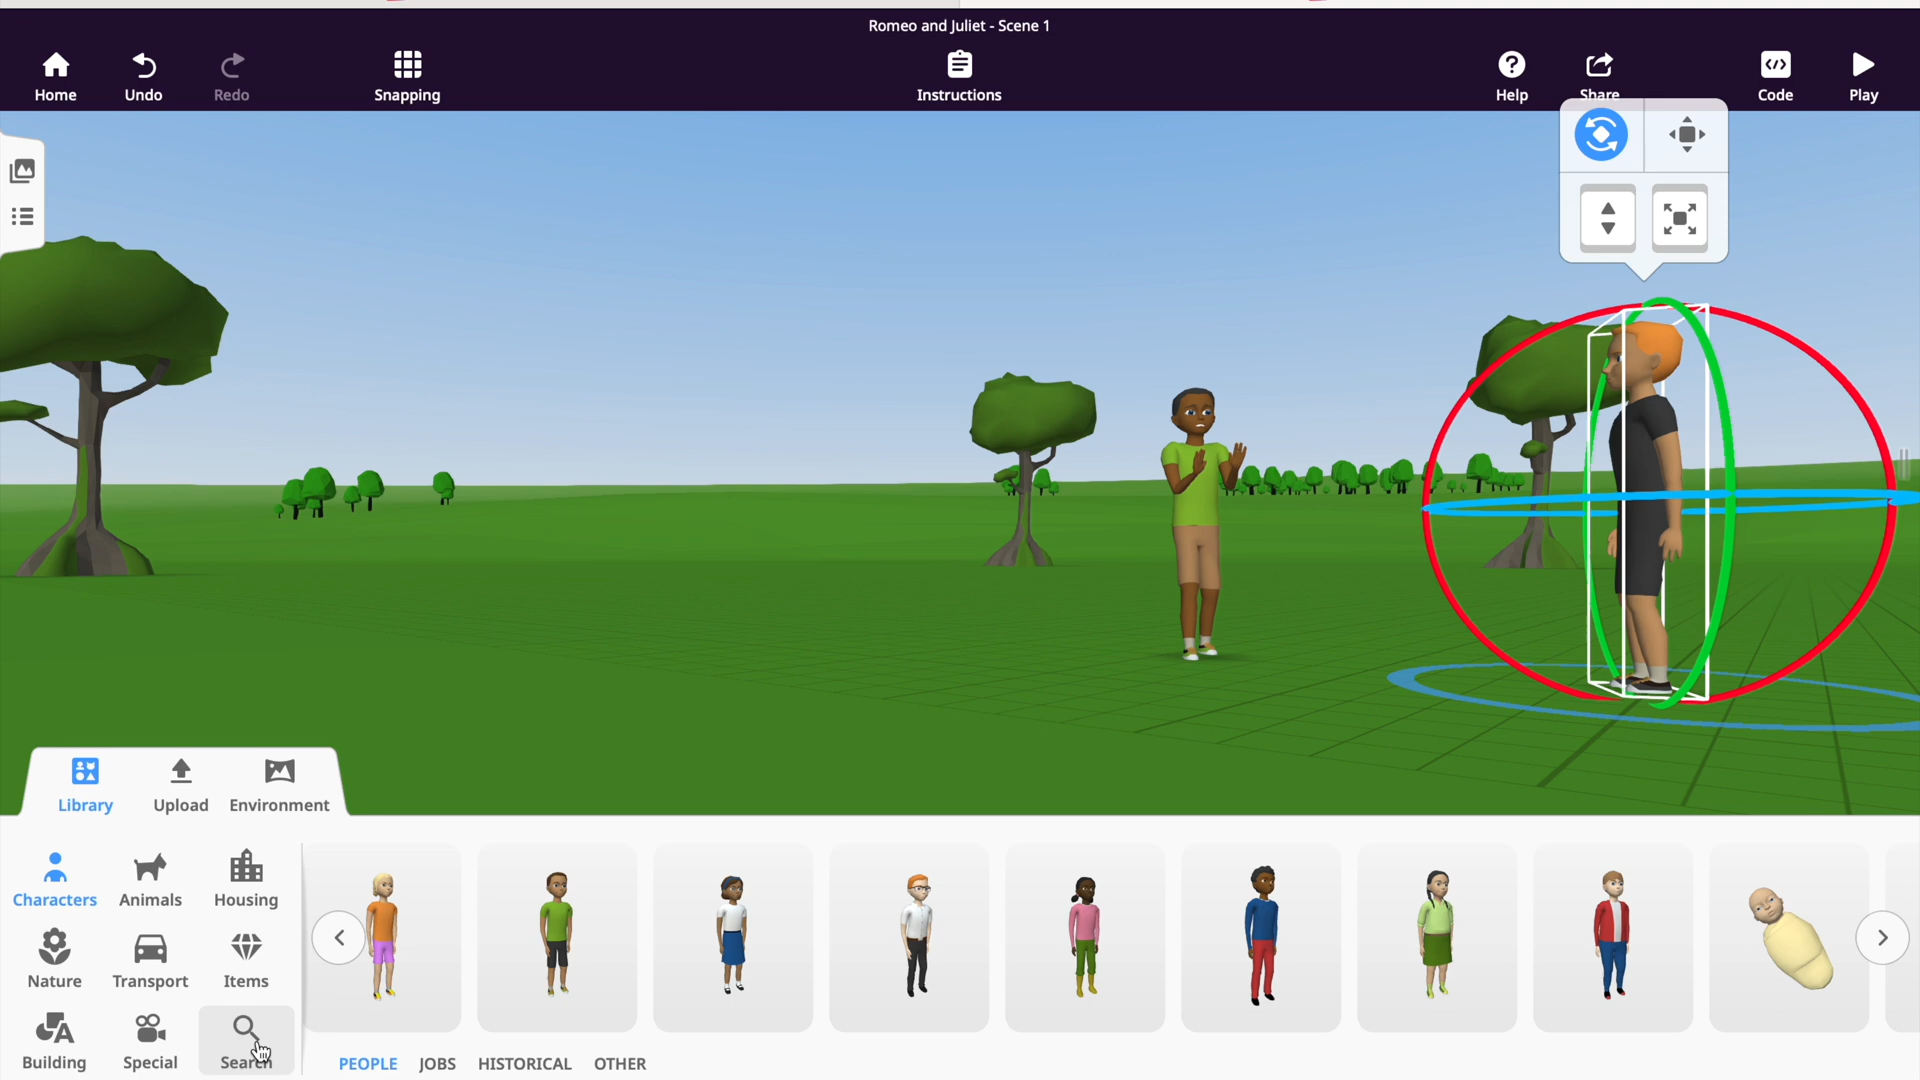 Romeo and Juliet - Scene 1
Home
Undo
Redo
Snapping
Instructions
Help
Share
Code
Play
Library
Upload
Environment
Characters
Animals
Housing
Nature
Transport
Items
Building
Special
Search
PEOPLE
JOBS
HISTORICAL
OTHER